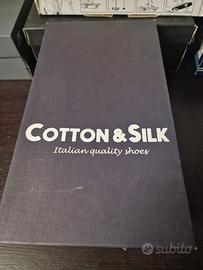 COTTON & SILK
Italian quality shoes
subito